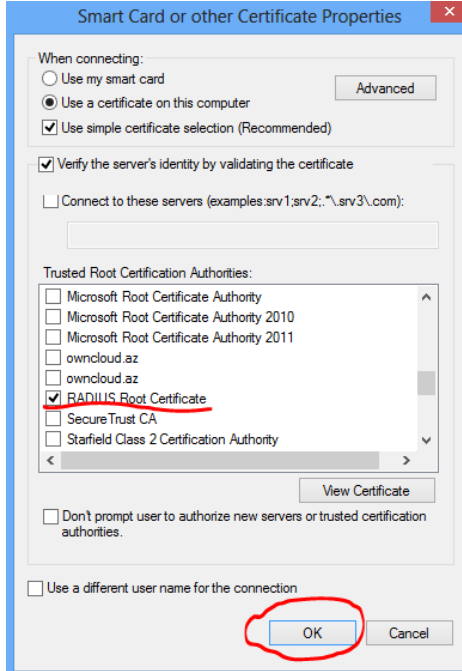 Smart Card or other Certificate Properties
When connecting:
Use my smart card
Advanced
Use a certificate on this computer
Use simple certificate selection (Recommended)
Verify the server's identity by validating the certificate
Connect to these servers (examples:srv1;srv2;.*\.srv3\.com):
Trusted Root Certification Authorities:
Microsoft Root Certificate Authority
Microsoft Root Certificate Authority 2010
Microsoft Root Certificate Authority 2011
owncloud.az
owncloud.az
RADIUS Root Certificate
SecureTrust CA
Starfield Class 2 Certification Authority
View Certificate
Don't prompt user to authorize new servers or trusted certification
authorities.
Use a different user name for the connection
OK
Cancel